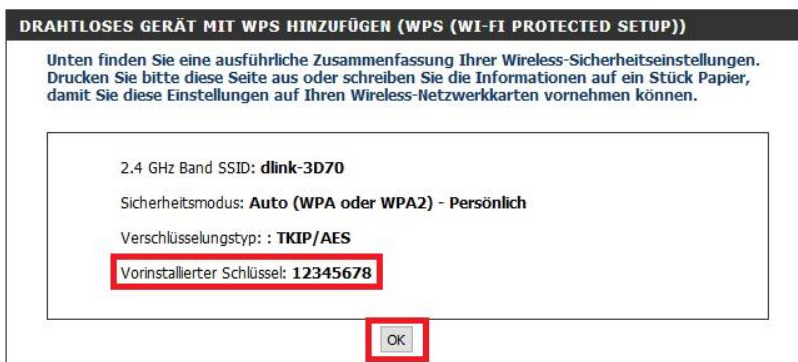 DRAHTLOSES GERÄT MIT WPS HINZUFÜGEN (WPS (WI-FI PROTECTED SETUP))
Unten finden Sie eine ausführliche Zusammenfassung Ihrer Wireless-Sicherheitseinstellungen.
Drucken Sie bitte diese Seite aus oder schreiben Sie die Informationen auf ein Stück Papier,
damit Sie diese Einstellungen auf Ihren Wireless-Netzwerkkarten vornehmen können.
2.4 GHz Band SSID: dlink-3D70
Sicherheitsmodus: Auto (WPA oder WPA2) - Persönlich
Verschlüsselungstyp: : TKIP/AES
Vorinstallierter Schlüssel: 12345678
OK